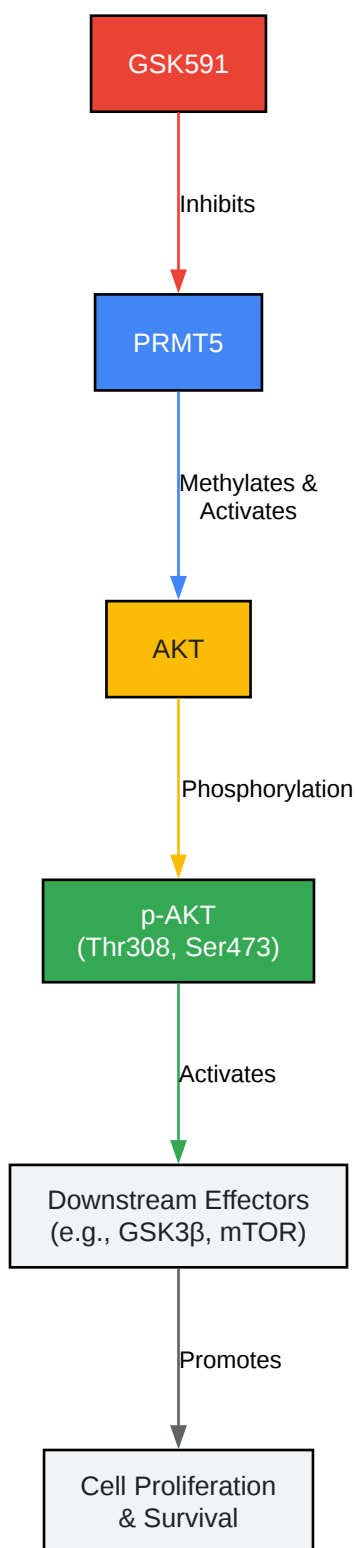 GSK591
Inhibits
PRMT5
Methylates &
Activates
AKT
Phosphorylation
p-AKT
(Thr308, Ser473)
Activates
Downstream Effectors
(e.g., GSK3β, mTOR)
Promotes
Cell Proliferation
& Survival